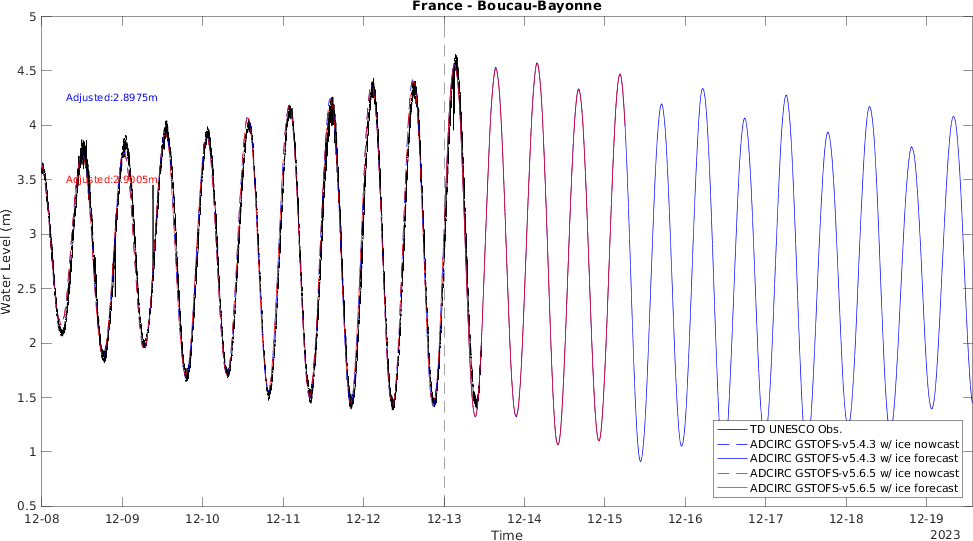 France - Boucau-Bayonne
5
4.5
4
3.5
3
2.5
2
1.5
1
0.5
Water Level (m)
Adjusted:2.8975m
Adjusted:2.9005m
TD UNESCO Obs.
ADCIRC GSTOFS-v5.4.3 w/ ice nowcast
ADCIRC GSTOFS-v5.4.3 w/ ice forecast
ADCIRC GSTOFS-v5.6.5 w/ ice nowcast
ADCIRC GSTOFS-v5.6.5 w/ ice forecast
12-08 12-09 12-10 12-11 12-12 12-13 12-14 12-15 12-16 12-17 12-18 12-19
2023
Time